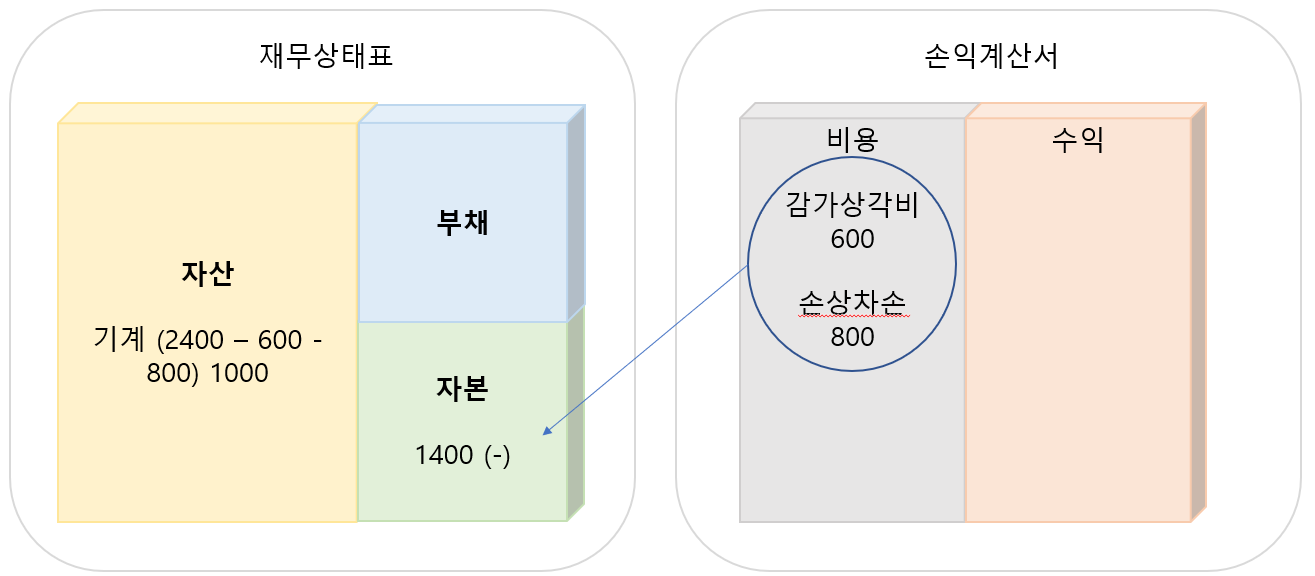 재무상태표
자산
기계 (2400 – 600 -
800) 1000
부채
자본
1400 (-)
손익계산서
비용
감가상각비
600
손상차손
800
수익